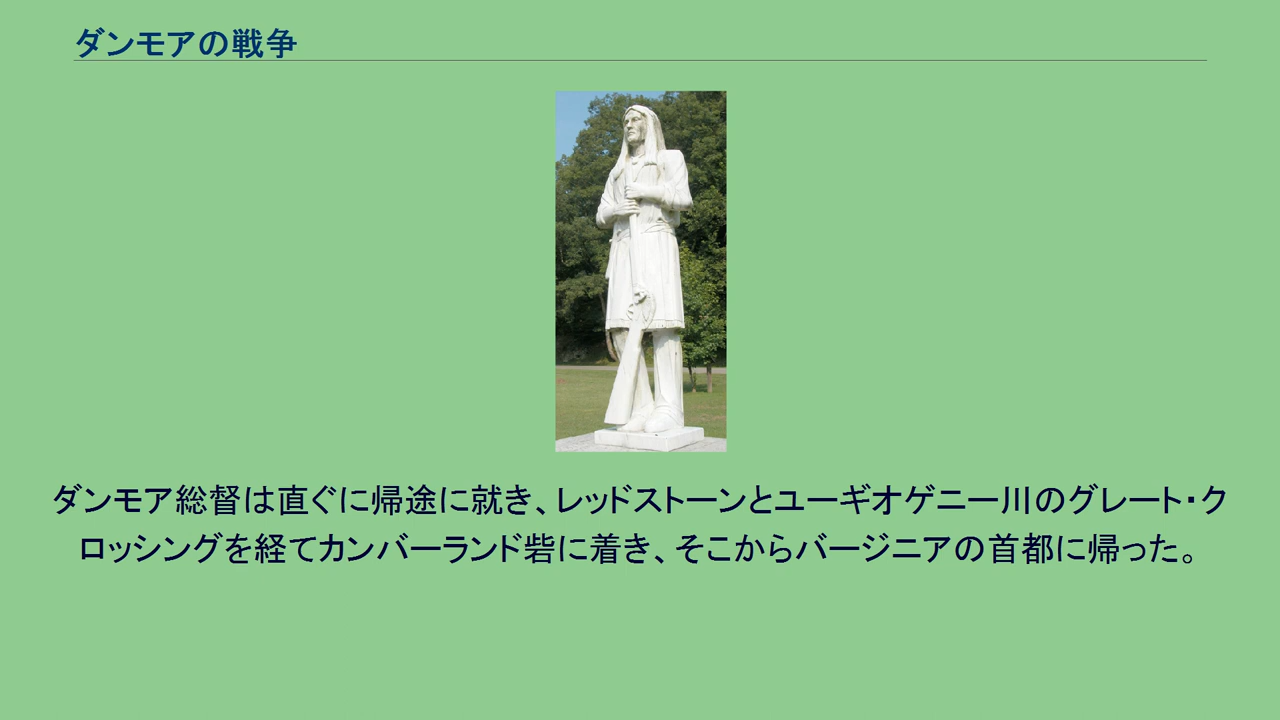 ダンモアの戦争
ダンモア総督は直ぐに帰途に就き、レッドストーンとユーギオゲニー川のグレート・ク
ロッシングを経てカンバーランド砦に着き、そこからバージニアの首都に帰った。